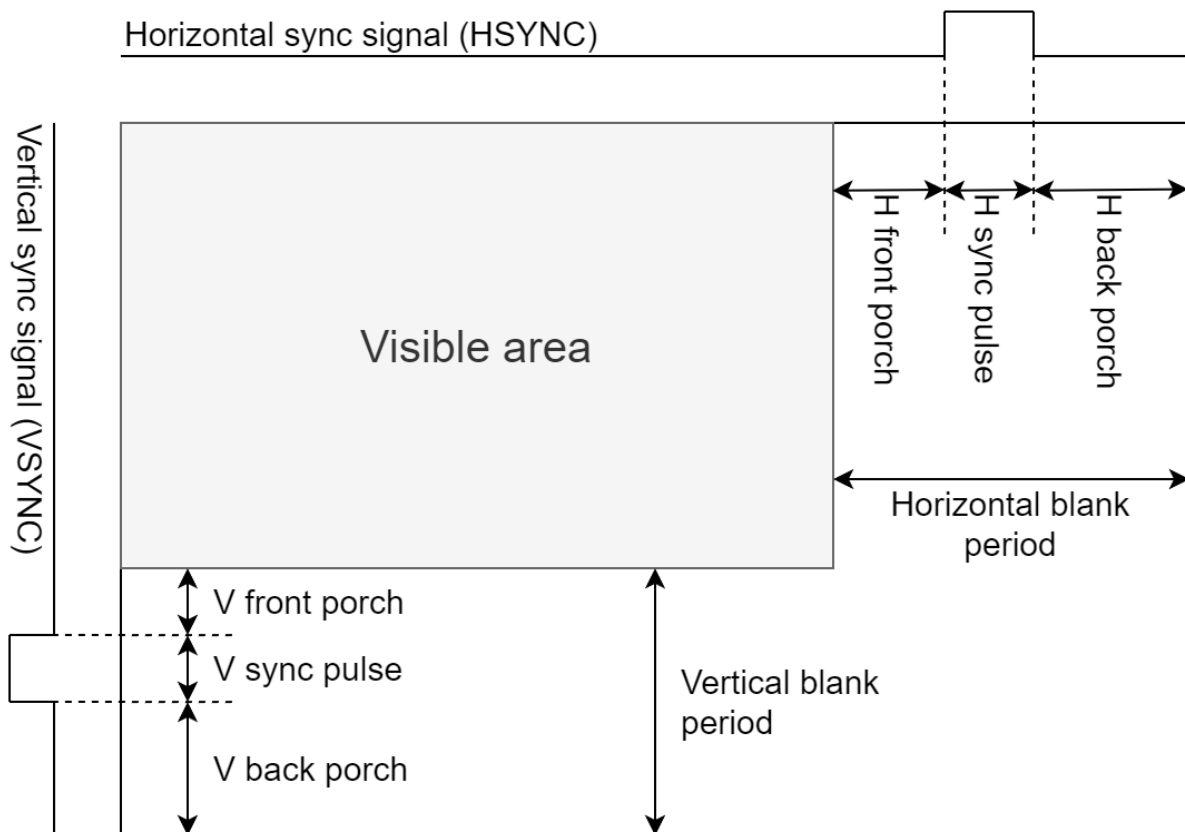 Horizontal sync signal (HSYNC)
Vertical sync signal (VSYNC)
Visible area
H front porch
H sync pulse
H back porch
Horizontal blank
period
V front porch
V sync pulse
V back porch
Vertical blank
period